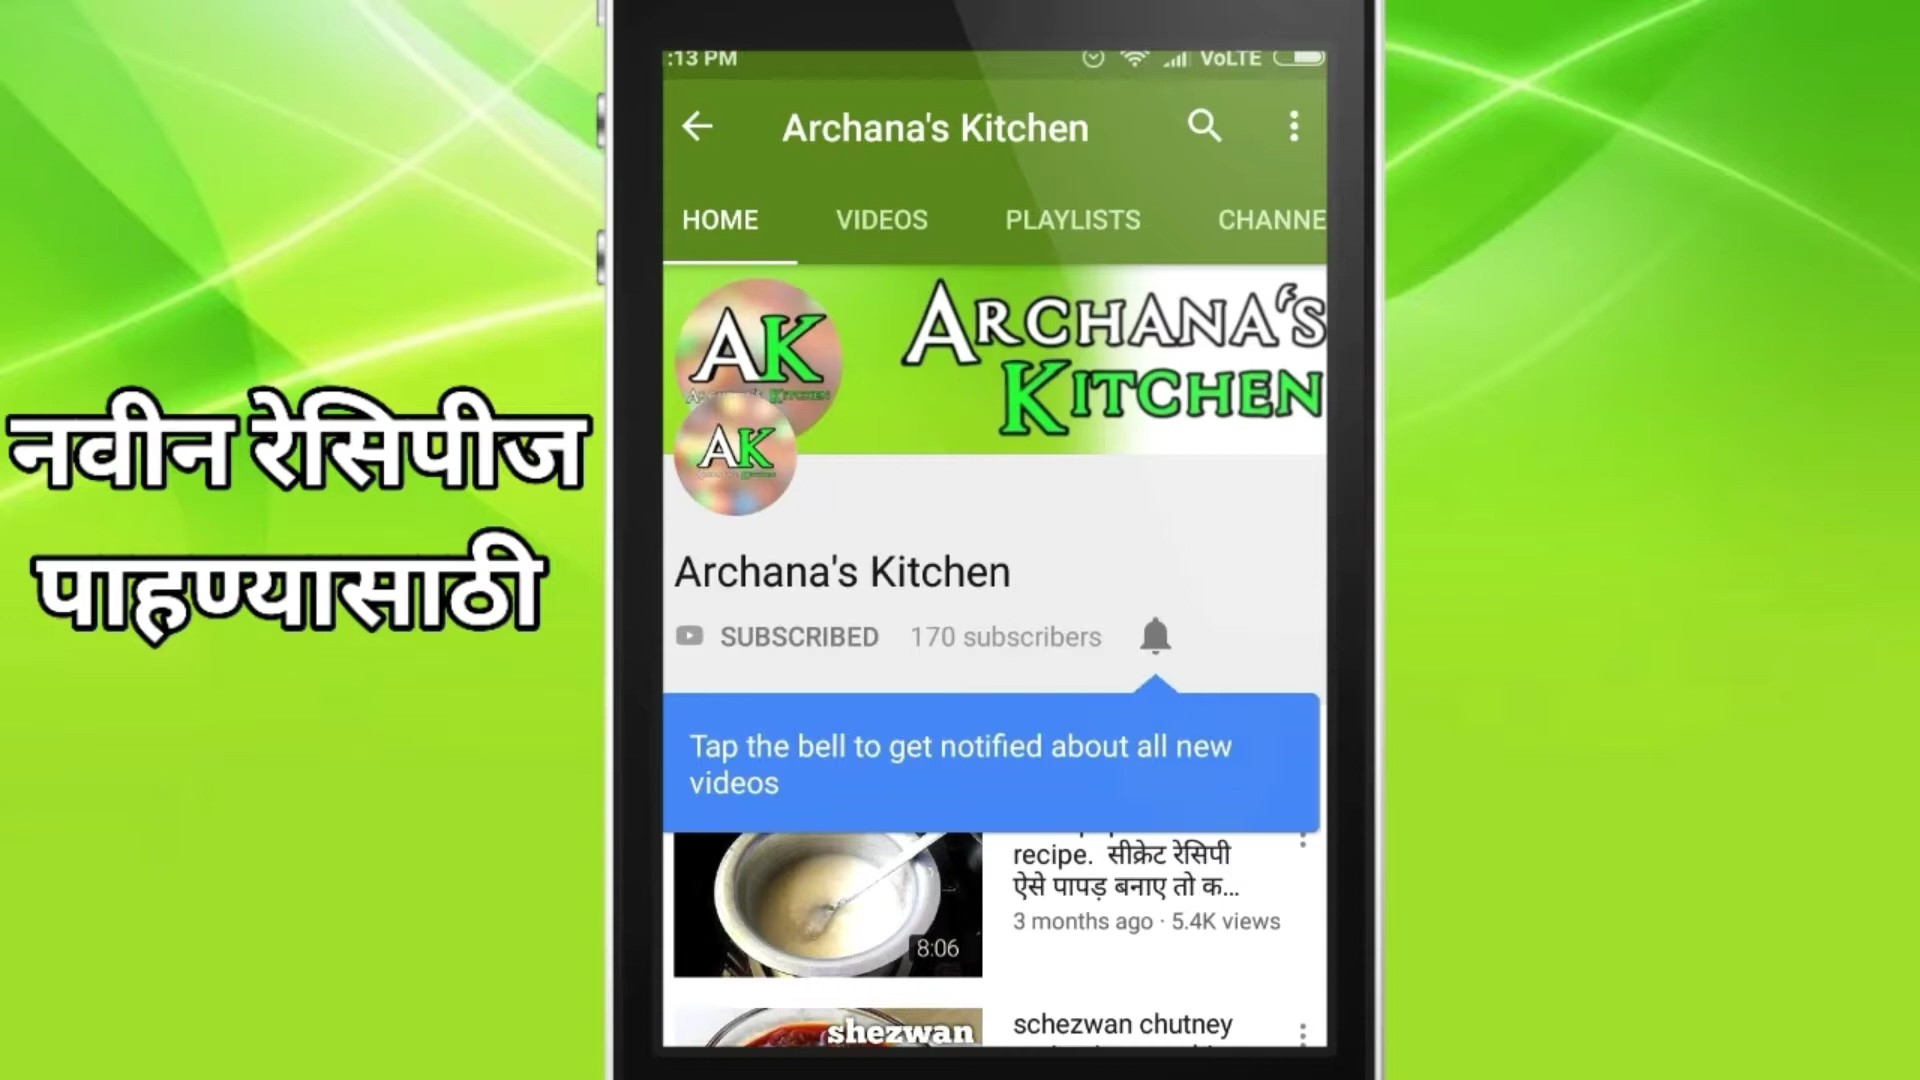 :13 PM
VoLTE
Archana's Kitchen
HOME VIDEOS PLAYLISTS CHANNE
AK
ARCHANA'S
KITCHEN
AK
नवीन रेसिपीज
पाहण्यासाठी
Archana's Kitchen
SUBSCRIBED 170 subscribers
Tap the bell to get notified about all new
videos
recipe. सीक्रेट रेसिपी
ऐसे पापड़ बनाए तो क...
3 months ago · 5.4K views
8:06
shezwan
schezwan chutney